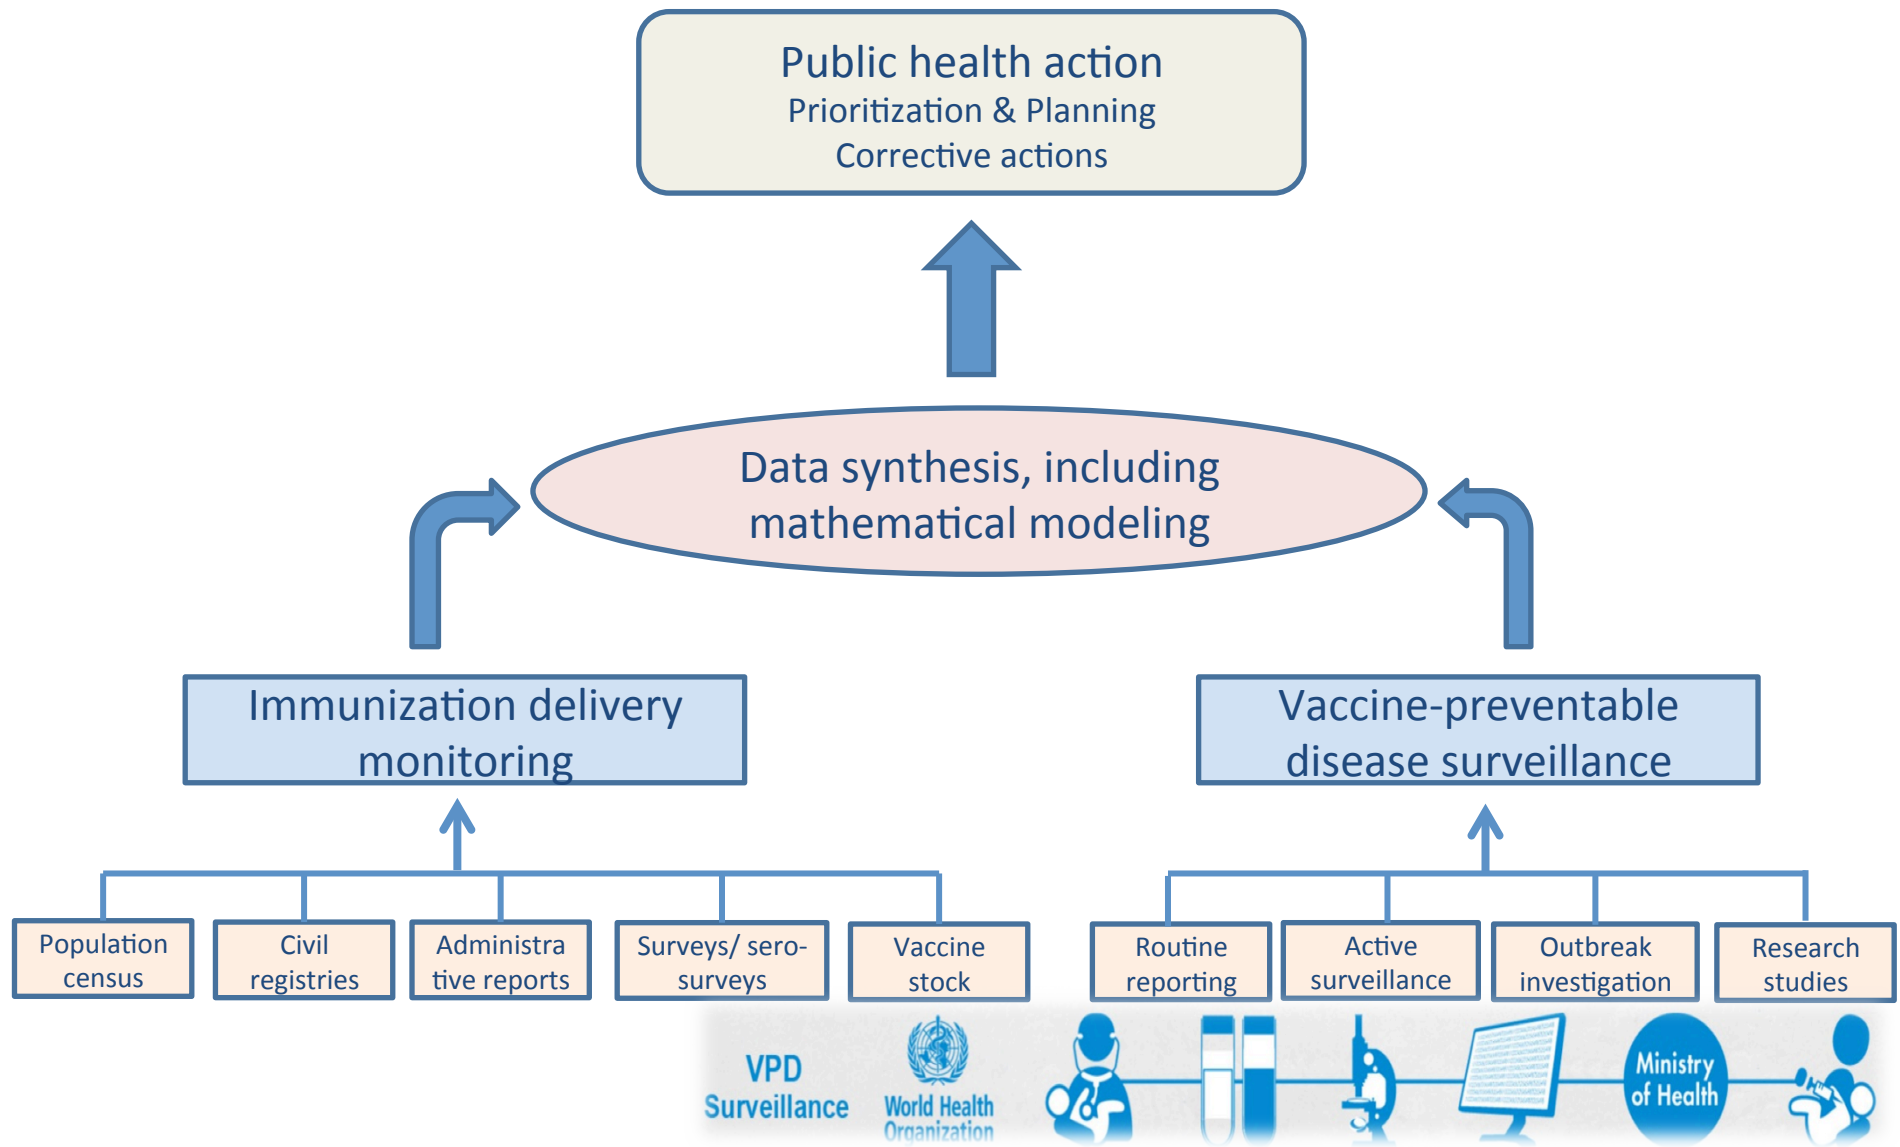 Public health action
Prioritization & Planning
Corrective actions
Data synthesis, including
mathematical modeling
Immunization delivery
monitoring
Vaccine-preventable
disease surveillance
Population
census
Civil
registries
Administra
tive reports
Surveys/ sero-
surveys
Vaccine
stock
Routine
reporting
Active
surveillance
Outbreak
investigation
Research
studies
VPD
Surveillance
World Health
Organization
Ministry
of Health